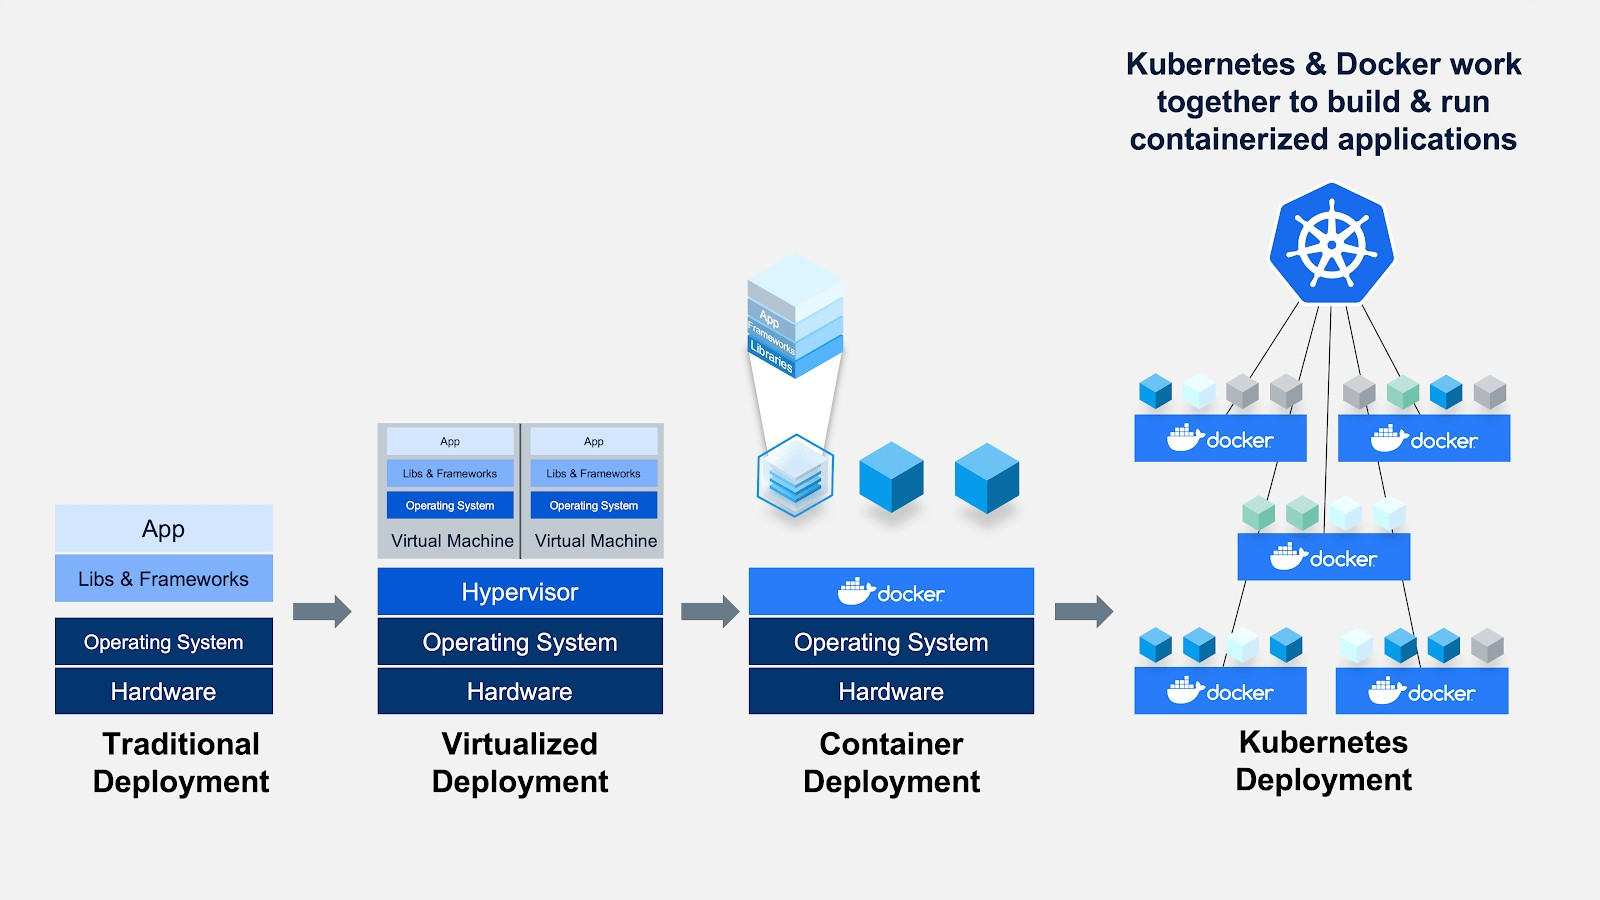 Kubernetes & Docker work
together to build & run
containerized applications
App
Libs & Frameworks
Operating System
Hardware
Traditional
Deployment
App
Libs & Frameworks
Operating System
Virtual Machine
App
Libs & Frameworks
Operating System
Virtual Machine
Hypervisor
Operating System
Hardware
Virtualized
Deployment
App
Frameworks
Libraries
docker
Operating System
Hardware
Container
Deployment
docker
docker
docker
docker
docker
Kubernetes
Deployment